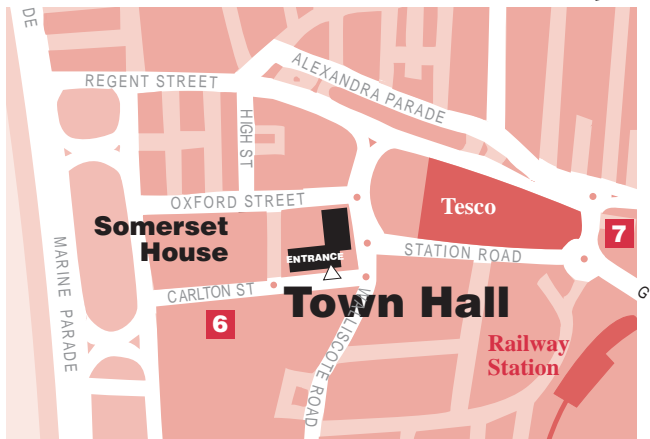 DE
REGENT STREET
ALEXANDRA PARADE
HIGH ST
OXFORD STREET
Tesco
7
Somerset
House
ENTRANCE
STATION ROAD
MARINE PARADE
CARLTON ST
Town Hall
6
WALLISCOTE ROAD
G
Railway
Station